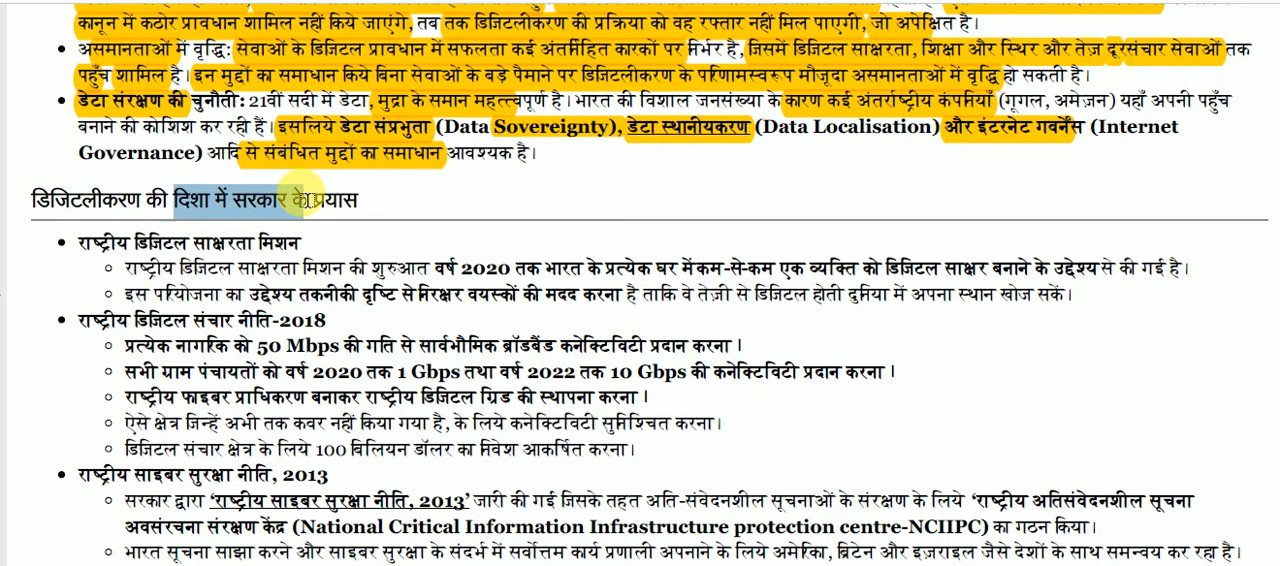 कानून में कठोर प्रावधान शामिल नहीं किये जाएंगे, तब तक डिजिटलीकरण की प्रक्रिया को वह रफ्तार नहीं मिल पाएगी, जो अपेक्षित है।
• असमानताओं में वृद्धि: सेवाओं के डिजिटल प्रावधान में सफलता कई अंतर्निहित कारकों पर निर्भर है, जिसमें डिजिटल साक्षरता, शिक्षा और स्थिर और तेज़ दूरसंचार सेवाओं तक
पहुँच शामिल है। इन मुद्दों का समाधान किये बिना सेवाओं के बड़े पैमाने पर डिजिटलीकरण के परिणामस्वरूप मौजूदा असमानताओं में वृद्धि हो सकती है।
• डेटा संरक्षण की चुनौती: 21वीं सदी में डेटा, मुद्रा के समान महत्त्वपूर्ण है। भारत की विशाल जनसंख्या के कारण कई अंतर्राष्ट्रीय कंपनियाँ (गूगल, अमेज़न) यहाँ अपनी पहुँच
बनाने की कोशिश कर रही हैं। इसलिये डेटा संप्रभुता (Data Sovereignty), डेटा स्थानीयकरण (Data Localisation) और इंटरनेट गवर्नेंस (Internet
Governance) आदि से संबंधित मुद्दों का समाधान आवश्यक है।
डिजिटलीकरण की दिशा में सरकार के प्रयास
• राष्ट्रीय डिजिटल साक्षरता मिशन
○ राष्ट्रीय डिजिटल साक्षरता मिशन की शुरुआत वर्ष 2020 तक भारत के प्रत्येक घर में कम-से-कम एक व्यक्ति को डिजिटल साक्षर बनाने के उद्देश्य से की गई है।
○ इस परियोजना का उद्देश्य तकनीकी दृष्टि से निरक्षर वयस्कों की मदद करना है ताकि वे तेज़ी से डिजिटल होती दुनिया में अपना स्थान खोज सकें।
• राष्ट्रीय डिजिटल संचार नीति-2018
○ प्रत्येक नागरिक को 50 Mbps की गति से सार्वभौमिक ब्रॉडबैंड कनेक्टिविटी प्रदान करना।
○ सभी ग्राम पंचायतों को वर्ष 2020 तक 1 Gbps तथा वर्ष 2022 तक 10 Gbps की कनेक्टिविटी प्रदान करना।
○ राष्ट्रीय फाइबर प्राधिकरण बनाकर राष्ट्रीय डिजिटल ग्रिड की स्थापना करना।
○ ऐसे क्षेत्र जिन्हें अभी तक कवर नहीं किया गया है, के लिये कनेक्टिविटी सुनिश्चित करना।
○ डिजिटल संचार क्षेत्र के लिये 100 बिलियन डॉलर का निवेश आकर्षित करना।
• राष्ट्रीय साइबर सुरक्षा नीति, 2013
○ सरकार द्वारा ‘राष्ट्रीय साइबर सुरक्षा नीति, 2013’ जारी की गई जिसके तहत अति-संवेदनशील सूचनाओं के संरक्षण के लिये ‘राष्ट्रीय अतिसंवेदनशील सूचना
अवसंरचना संरक्षण केंद्र (National Critical Information Infrastructure protection centre-NCIIPC) का गठन किया।
○ भारत सूचना साझा करने और साइबर सुरक्षा के संदर्भ में सर्वोत्तम कार्य प्रणाली अपनाने के लिये अमेरिका, ब्रिटेन और इज़राइल जैसे देशों के साथ समन्वय कर रहा है।